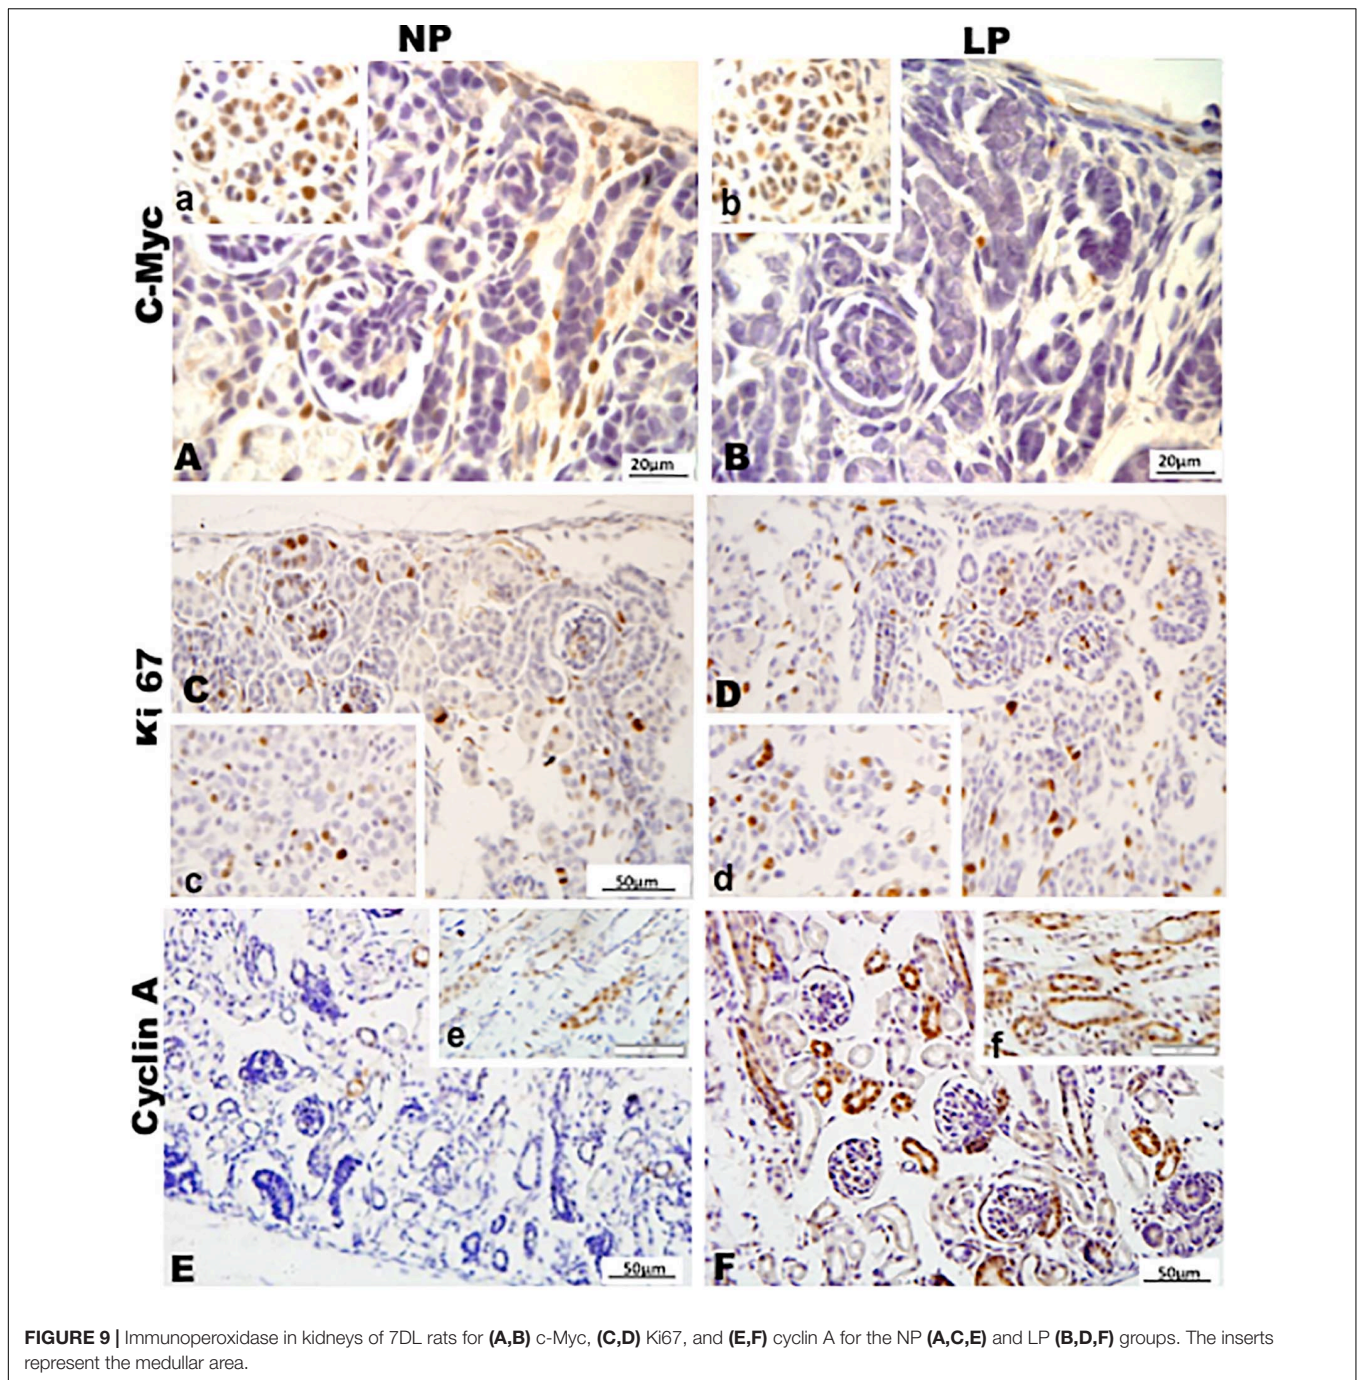 NP LP
C-Myc
a b
A 20µm B 20µm
Ki 67
C D
c 50µm d
Cyclin A
e f
E 50µm F 50µm
FIGURE 9 | Immunoperoxidase in kidneys of 7DL rats for (A,B) c-Myc, (C,D) Ki67, and (E,F) cyclin A for the NP (A,C,E) and LP (B,D,F) groups. The inserts
represent the medullar area.